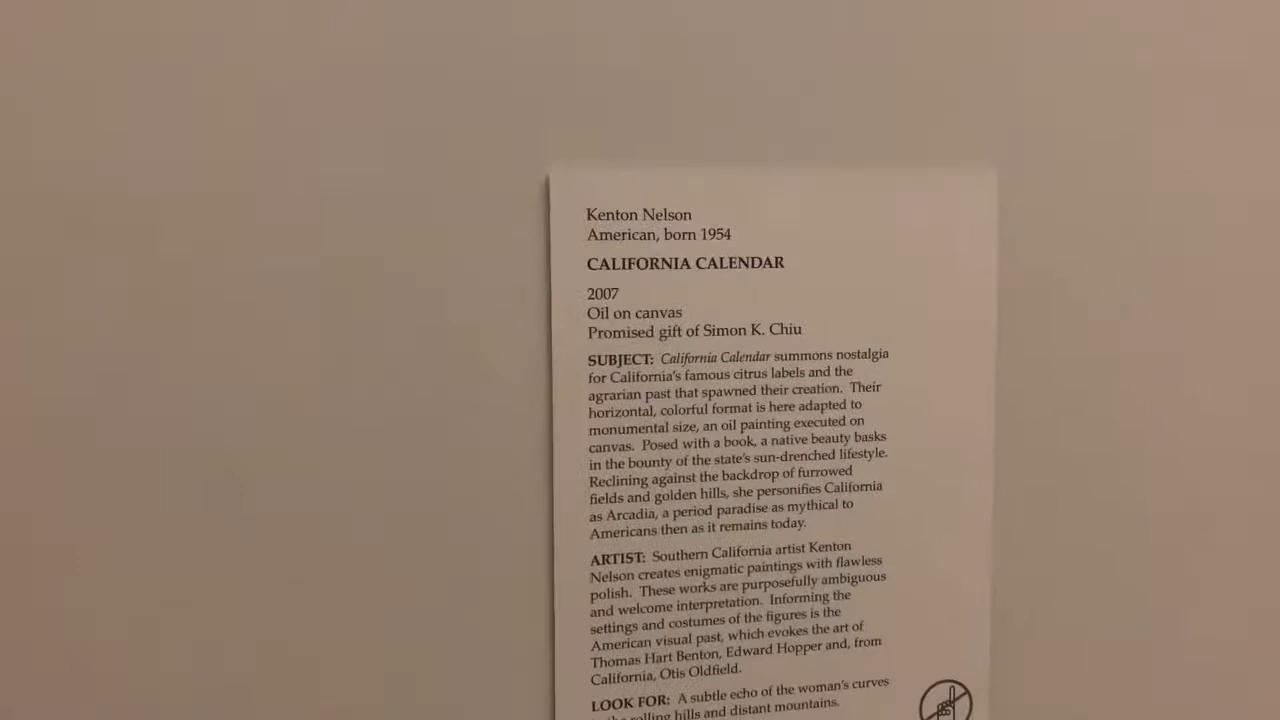 Kenton Nelson
American, born 1954
CALIFORNIA CALENDAR
2007
Oil on canvas
Promised gift of Simon K. Chiu
SUBJECT: California Calendar summons nostalgia
for California's famous citrus labels and the
agrarian past that spawned their creation. Their
horizontal, colorful format is here adapted to
monumental size, an oil painting executed on
canvas. Posed with a book, a native beauty basks
in the bounty of the state's sun-drenched lifestyle.
Reclining against the backdrop of furrowed
fields and golden hills, she personifies California
as Arcadia, a period paradise as mythical to
Americans then as it remains today.
ARTIST: Southern California artist Kenton
Nelson creates enigmatic paintings with flawless
polish. These works are purposefully ambiguous
and welcome interpretation. Informing the
settings and costumes of the figures is the
American visual past, which evokes the art of
Thomas Hart Benton, Edward Hopper and, from
California, Otis Oldfield.
LOOK FOR: A subtle echo of the woman's curves
the rolling hills and distant mountains.